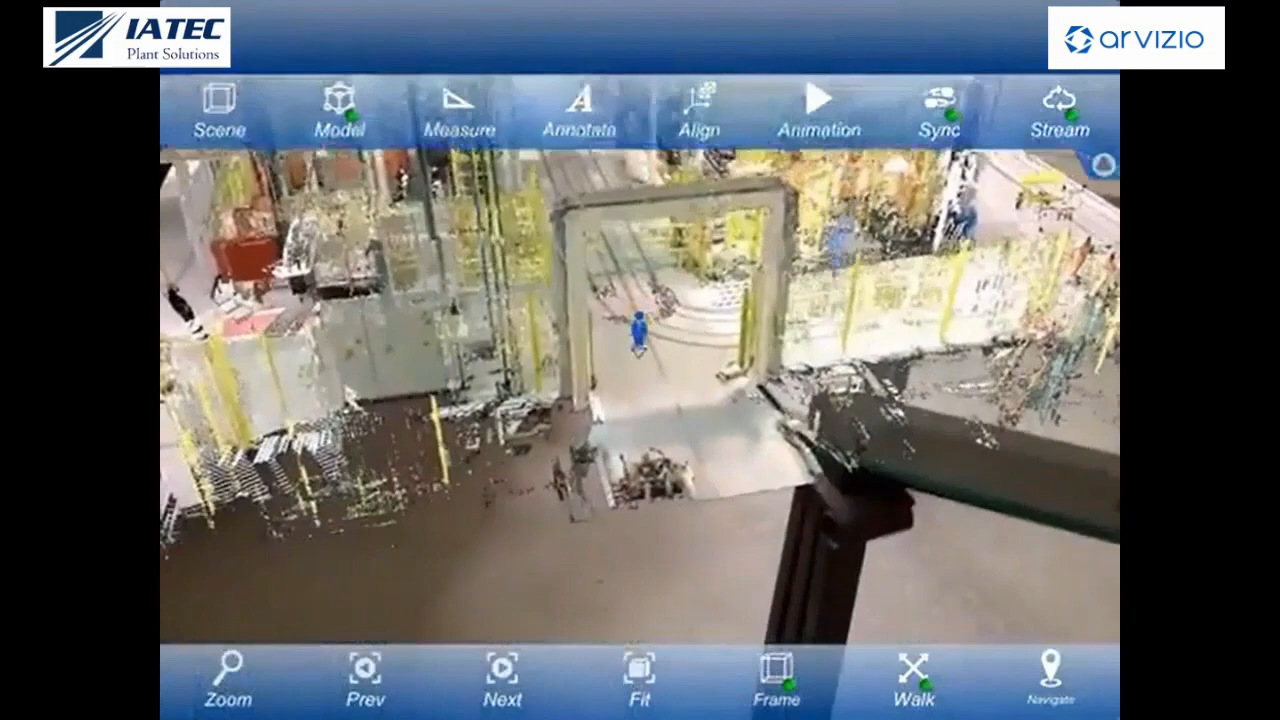 IATEC
Plant Solutions
arvizio
Scene
Model
Measure
Annotate
Align
Animation
Sync
Stream
Zoom
Prev
Next
Fit
Frame
Walk
Navigate